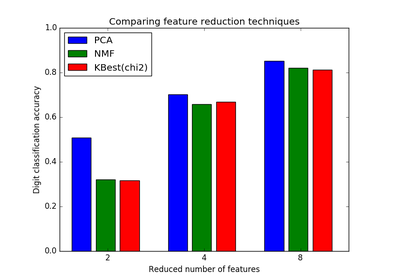 Comparing feature reduction techniques
1.0
0.8
0.6
0.4
0.2
0.0
Digit classification accuracy
PCA
NMF
KBest(chi2)
2
4
8
Reduced number of features